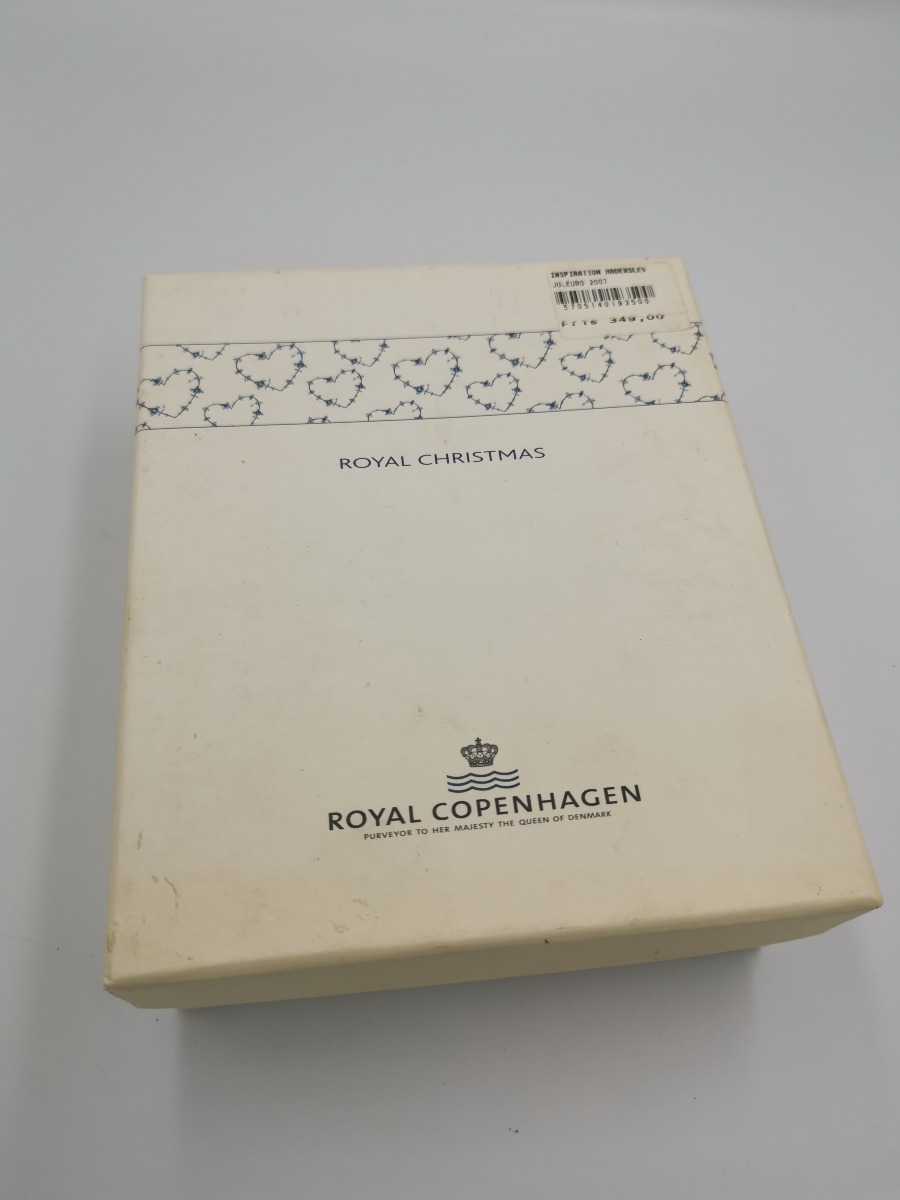 INSPIRATION HADERSLEV
JULEURO 2007
5705140193500
Pris 349,00
ROYAL CHRISTMAS
ROYAL COPENHAGEN
PURVEYOR TO HER MAJESTY THE QUEEN OF DENMARK